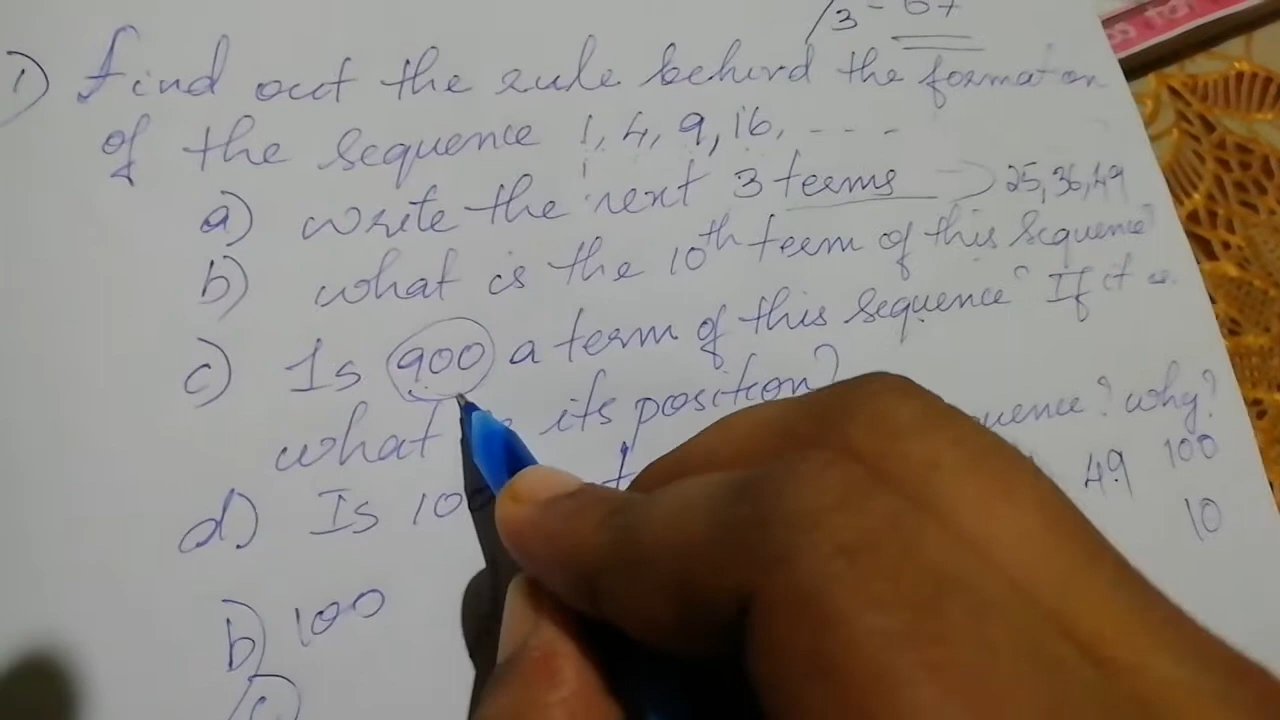 1) Find out the rule behind the formation
of the sequence 1, 4, 9, 16, ----
a) write the next 3 terms 25, 36, 49
b) what is the 10th term of this sequence?
c) Is 900 a term of this sequence? If it is
what its position?
d) Is why?
49 100
10
b) 100
c)